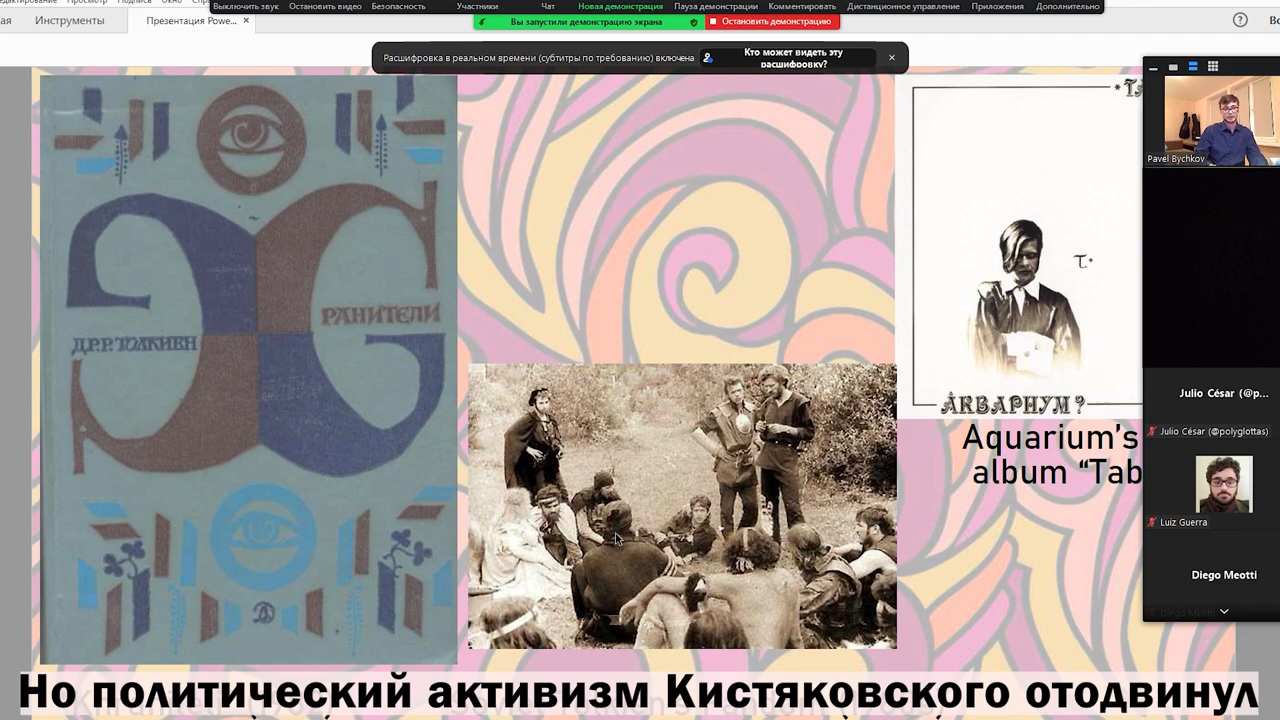 Выключить звук Остановить видео Безопасность Участники Чат Новая демонстрация Пауза демонстрации Комментировать Дистанционное управление Приложения Дополнительно
Инструменты
Презентация Powe... ×
Вы запустили демонстрацию экрана
Остановить демонстрацию
Расшифровка в реальном времени (субтитры по требованию) включена
Кто может видеть эту расшифровку?
Pavel Bychkov
РАНИТЕЛИ
Д.Р.Р. ТОЛКИЕН
Т.
АКВАРИУМ?
Aquarium's
album “Tab
Julio César (@p...
Julio César (@polyglottas)
Luiz Guerra
Diego Meotti
Но политический активизм Кистяковского отодвинул